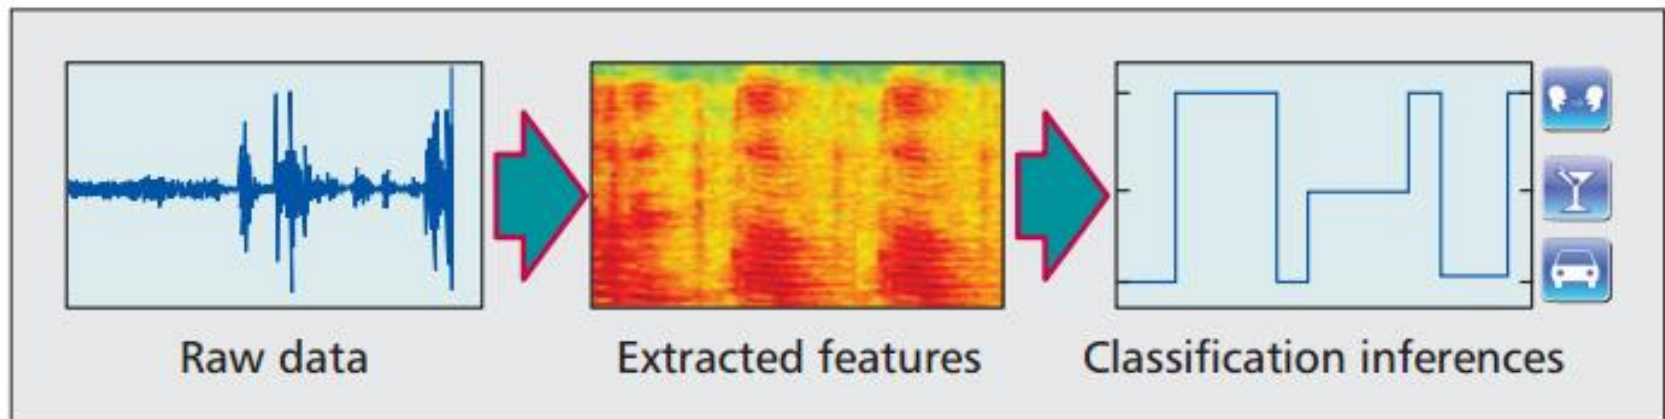 Raw data
Extracted features
Classification inferences